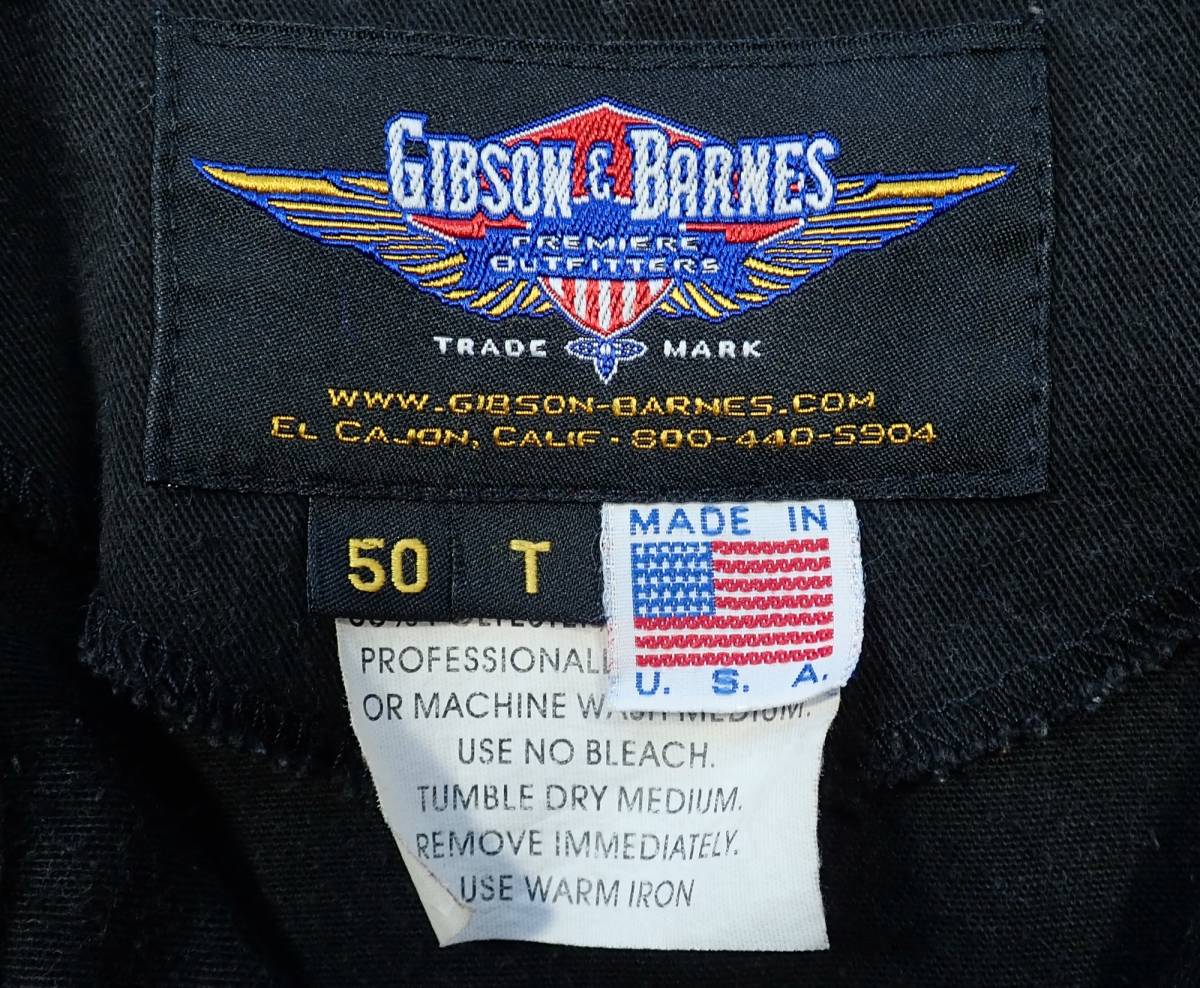 GIBSON & BARNES
PREMIERE
OUTFITTERS
TRADE MARK
WWW.GIBSON-BARNES.COM
EL CAJON, CALIF - 800-440-5904
50 T
MADE IN
U. S. A.
PROFESSIONALL
OR MACHINE WASH MEDIUM.
USE NO BLEACH.
TUMBLE DRY MEDIUM.
REMOVE IMMEDIATELY.
USE WARM IRON